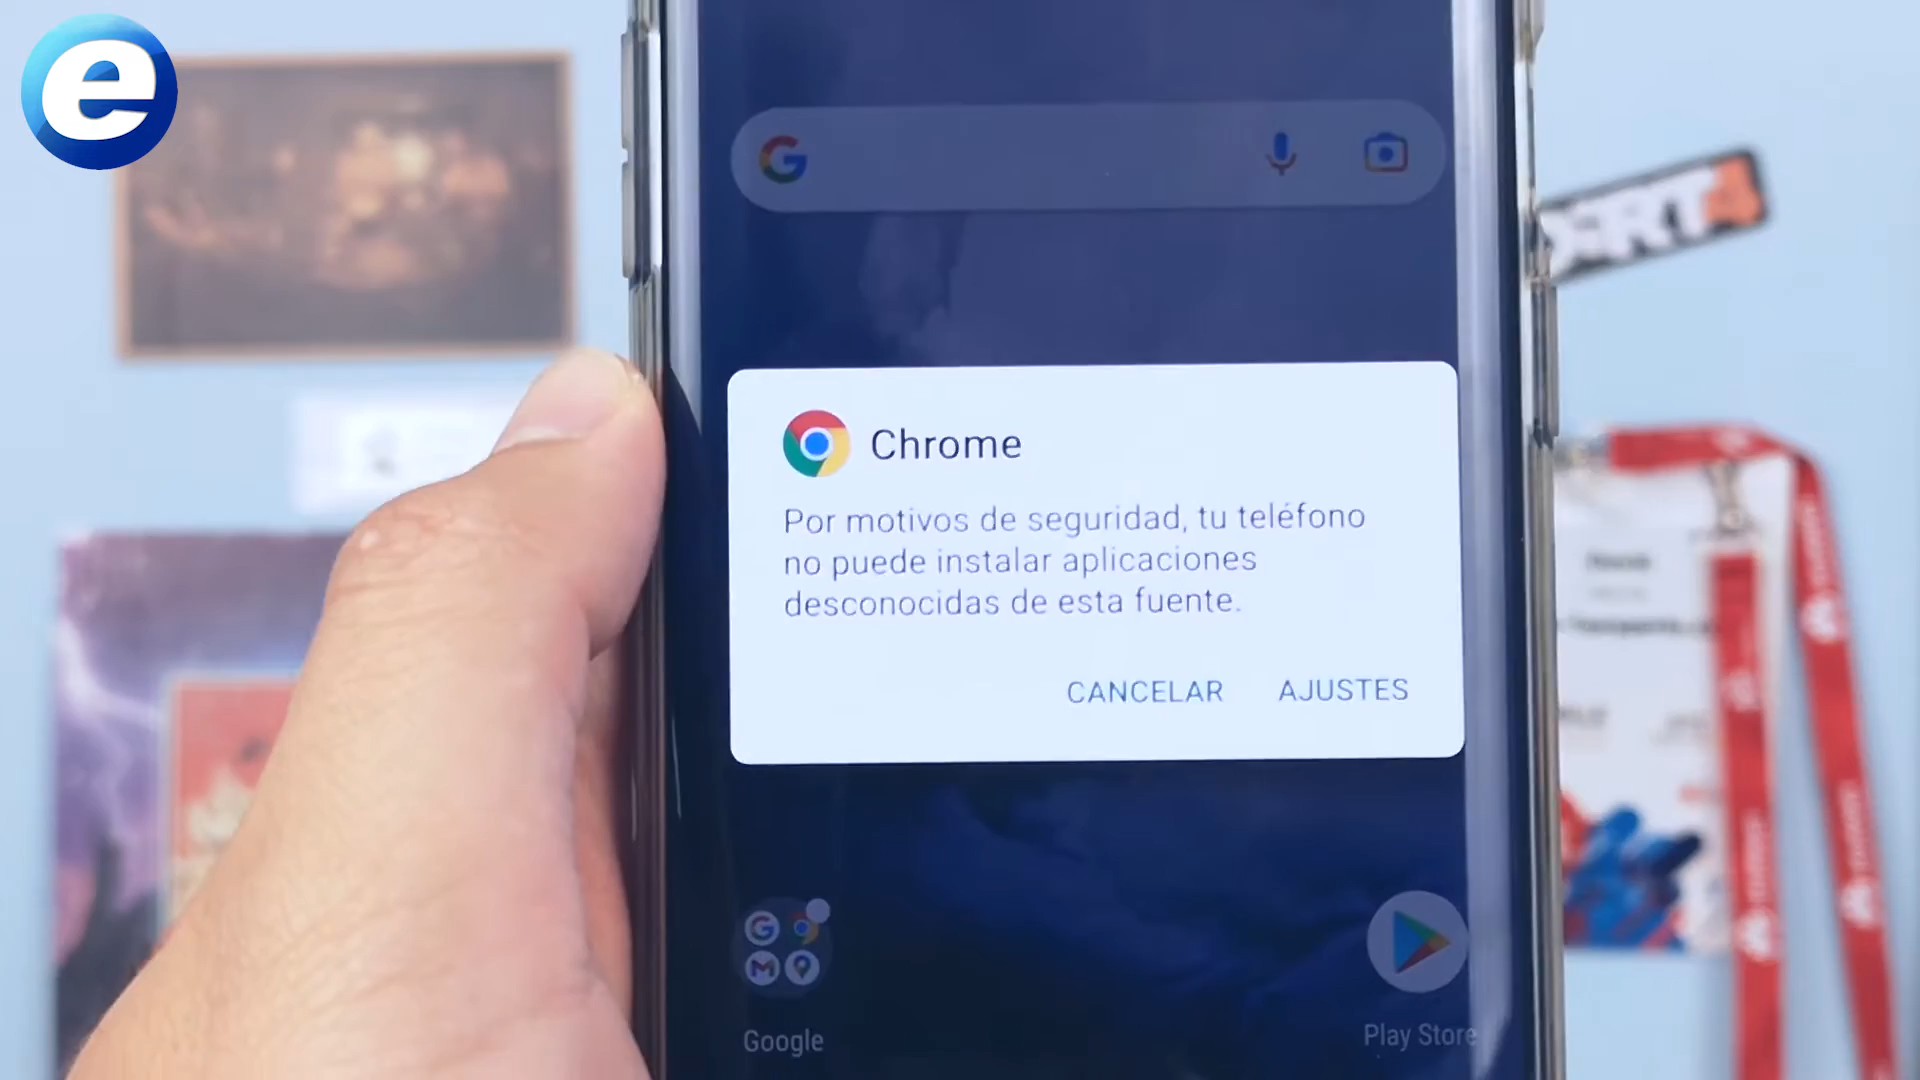 e
DiRT4
Chrome
Por motivos de seguridad, tu teléfono
no puede instalar aplicaciones
desconocidas de esta fuente.
CANCELAR AJUSTES
Google
Play Store